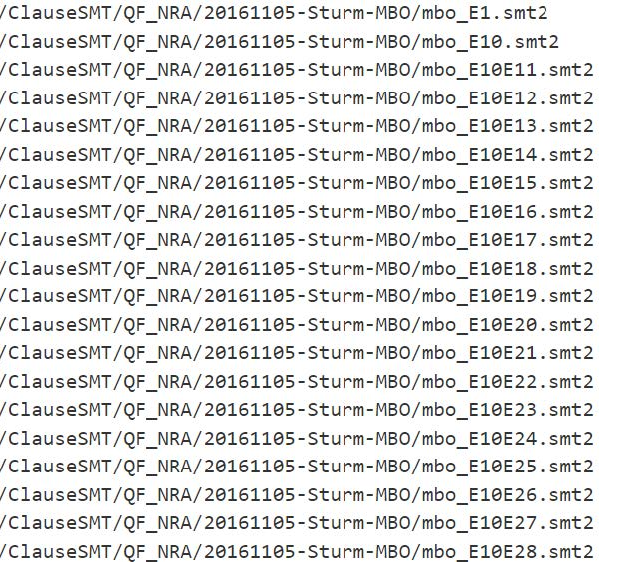 /ClauseSMT/QF_NRA/20161105-Sturm-MBO/mbo_E1.smt2
/ClauseSMT/QF_NRA/20161105-Sturm-MBO/mbo_E10.smt2
/ClauseSMT/QF_NRA/20161105-Sturm-MBO/mbo_E10E11.smt2
/ClauseSMT/QF_NRA/20161105-Sturm-MBO/mbo_E10E12.smt2
/ClauseSMT/QF_NRA/20161105-Sturm-MBO/mbo_E10E13.smt2
/ClauseSMT/QF_NRA/20161105-Sturm-MBO/mbo_E10E14.smt2
/ClauseSMT/QF_NRA/20161105-Sturm-MBO/mbo_E10E15.smt2
/ClauseSMT/QF_NRA/20161105-Sturm-MBO/mbo_E10E16.smt2
/ClauseSMT/QF_NRA/20161105-Sturm-MBO/mbo_E10E17.smt2
/ClauseSMT/QF_NRA/20161105-Sturm-MBO/mbo_E10E18.smt2
/ClauseSMT/QF_NRA/20161105-Sturm-MBO/mbo_E10E19.smt2
/ClauseSMT/QF_NRA/20161105-Sturm-MBO/mbo_E10E20.smt2
/ClauseSMT/QF_NRA/20161105-Sturm-MBO/mbo_E10E21.smt2
/ClauseSMT/QF_NRA/20161105-Sturm-MBO/mbo_E10E22.smt2
/ClauseSMT/QF_NRA/20161105-Sturm-MBO/mbo_E10E23.smt2
/ClauseSMT/QF_NRA/20161105-Sturm-MBO/mbo_E10E24.smt2
/ClauseSMT/QF_NRA/20161105-Sturm-MBO/mbo_E10E25.smt2
/ClauseSMT/QF_NRA/20161105-Sturm-MBO/mbo_E10E26.smt2
/ClauseSMT/QF_NRA/20161105-Sturm-MBO/mbo_E10E27.smt2
/ClauseSMT/QF_NRA/20161105-Sturm-MBO/mbo_E10E28.smt2